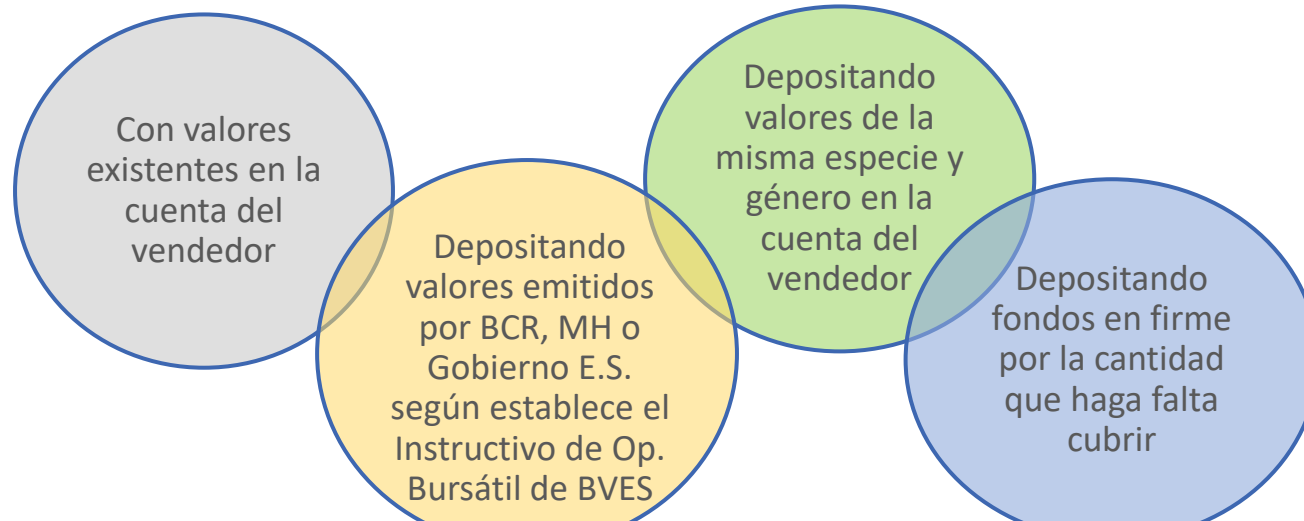 Con valores
existentes en la
cuenta del
vendedor
Depositando
valores emitidos
por BCR, MH o
Gobierno E.S.
según establece el
Instructivo de Op.
Bursátil de BVES
Depositando
valores de la
misma especie y
género en la
cuenta del
vendedor
Depositando
fondos en firme
por la cantidad
que haga falta
cubrir